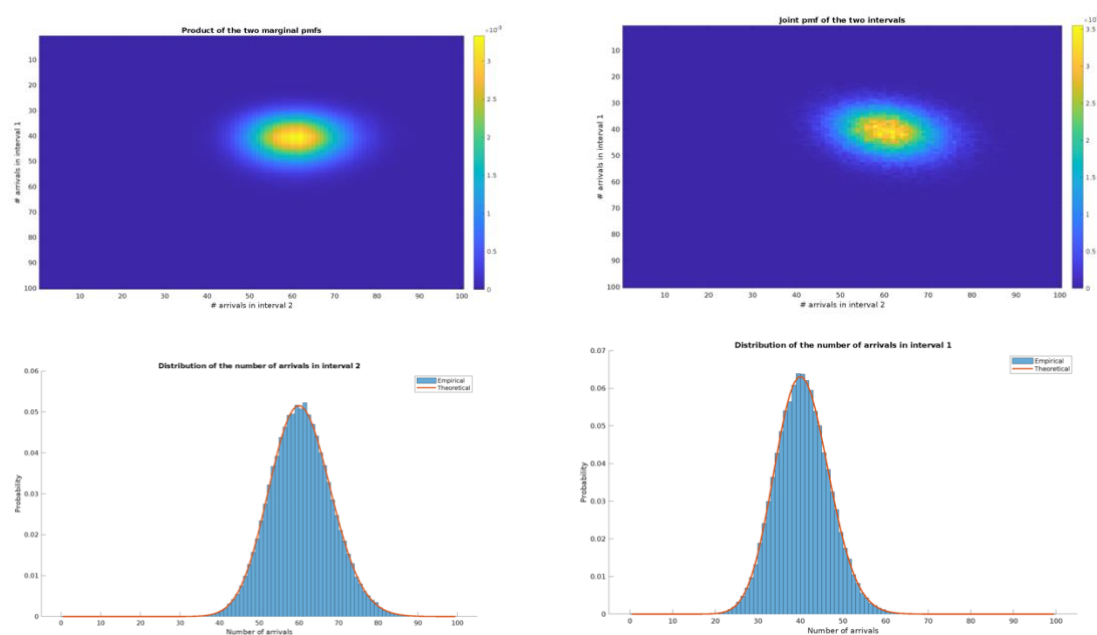 Product of the two marginal pmfs
×10⁻³
3
2.5
2
1.5
1
0.5
0
10
20
30
40
50
60
70
80
90
100
# arrivals in interval 1
10 20 30 40 50 60 70 80 90 100
# arrivals in interval 2
Joint pmf of the two intervals
×10
3.5
3
2.5
2
1.5
1
0.5
0
10
20
30
40
50
60
70
80
90
100
# arrivals in interval 1
10 20 30 40 50 60 70 80 90 100
# arrivals in interval 2
Distribution of the number of arrivals in interval 2
Empirical
Theoretical
0.06
0.05
0.04
0.03
0.02
0.01
0
Probability
0 10 20 30 40 50 60 70 80 90 100
Number of arrivals
Distribution of the number of arrivals in interval 1
Empirical
Theoretical
0.07
0.06
0.05
0.04
0.03
0.02
0.01
0
Probability
0 10 20 30 40 50 60 70 80 90 100
Number of arrivals